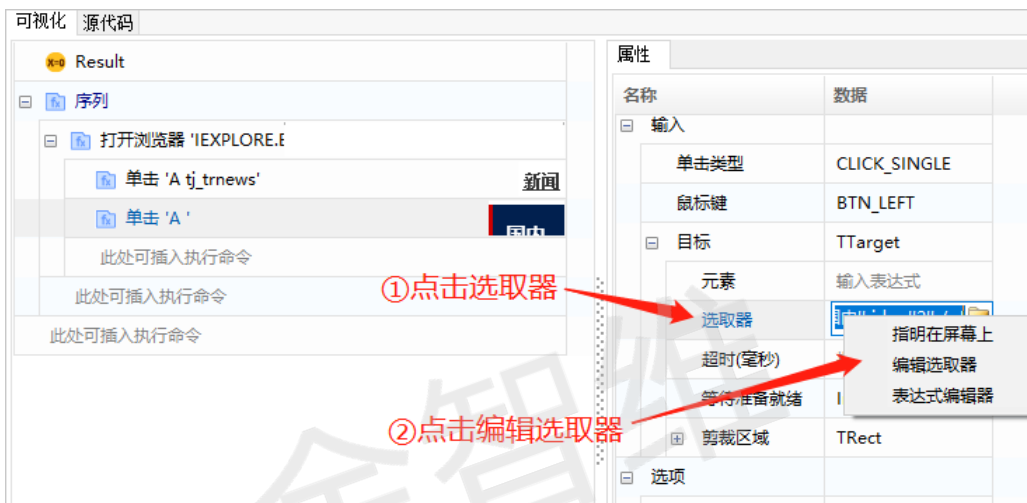 可视化 源代码
Result
序列
打开浏览器 'IEXPLORE.E
单击 'A tj_trnews' 新闻
单击 'A ' 国内
此处可插入执行命令
此处可插入执行命令
此处可插入执行命令
①点击选取器
②点击编辑选取器
属性
名称 数据
输入
单击类型 CLICK_SINGLE
鼠标键 BTN_LEFT
目标 TTarget
元素 输入表达式
选取器
超时(毫秒)
等待准备就绪
剪裁区域 TRect
选项
指明在屏幕上
编辑选取器
表达式编辑器
金智维